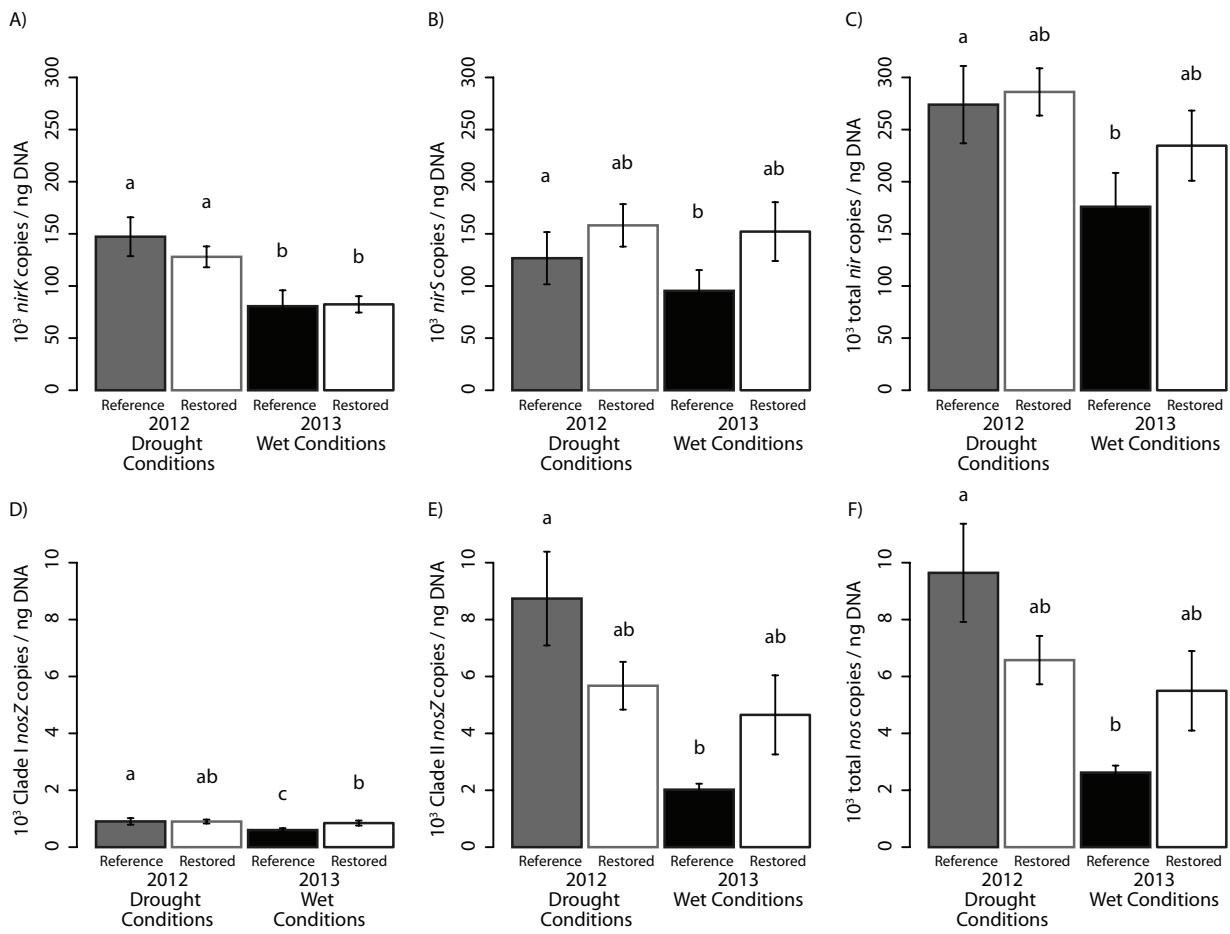 A)
10³ nirK copies / ng DNA
0 50 100 150 200 250 300
a a b b
Reference Restored Reference Restored
2012 2013
Drought Wet Conditions
Conditions
B)
10³ nirS copies / ng DNA
0 50 100 150 200 250 300
a ab b ab
Reference Restored Reference Restored
2012 2013
Drought Wet Conditions
Conditions
C)
10³ total nir copies / ng DNA
0 50 100 150 200 250 300
a ab b ab
Reference Restored Reference Restored
2012 2013
Drought Wet Conditions
Conditions
D)
10³ Clade I nosZ copies / ng DNA
0 2 4 6 8 10
a ab c b
Reference Restored Reference Restored
2012 2013
Drought Wet
Conditions Conditions
E)
10³ Clade II nosZ copies / ng DNA
0 2 4 6 8 10
a ab b ab
Reference Restored Reference Restored
2012 2013
Drought Wet Conditions
Conditions
F)
10³ total nos copies / ng DNA
0 2 4 6 8 10
a ab b ab
Reference Restored Reference Restored
2012 2013
Drought Wet Conditions
Conditions